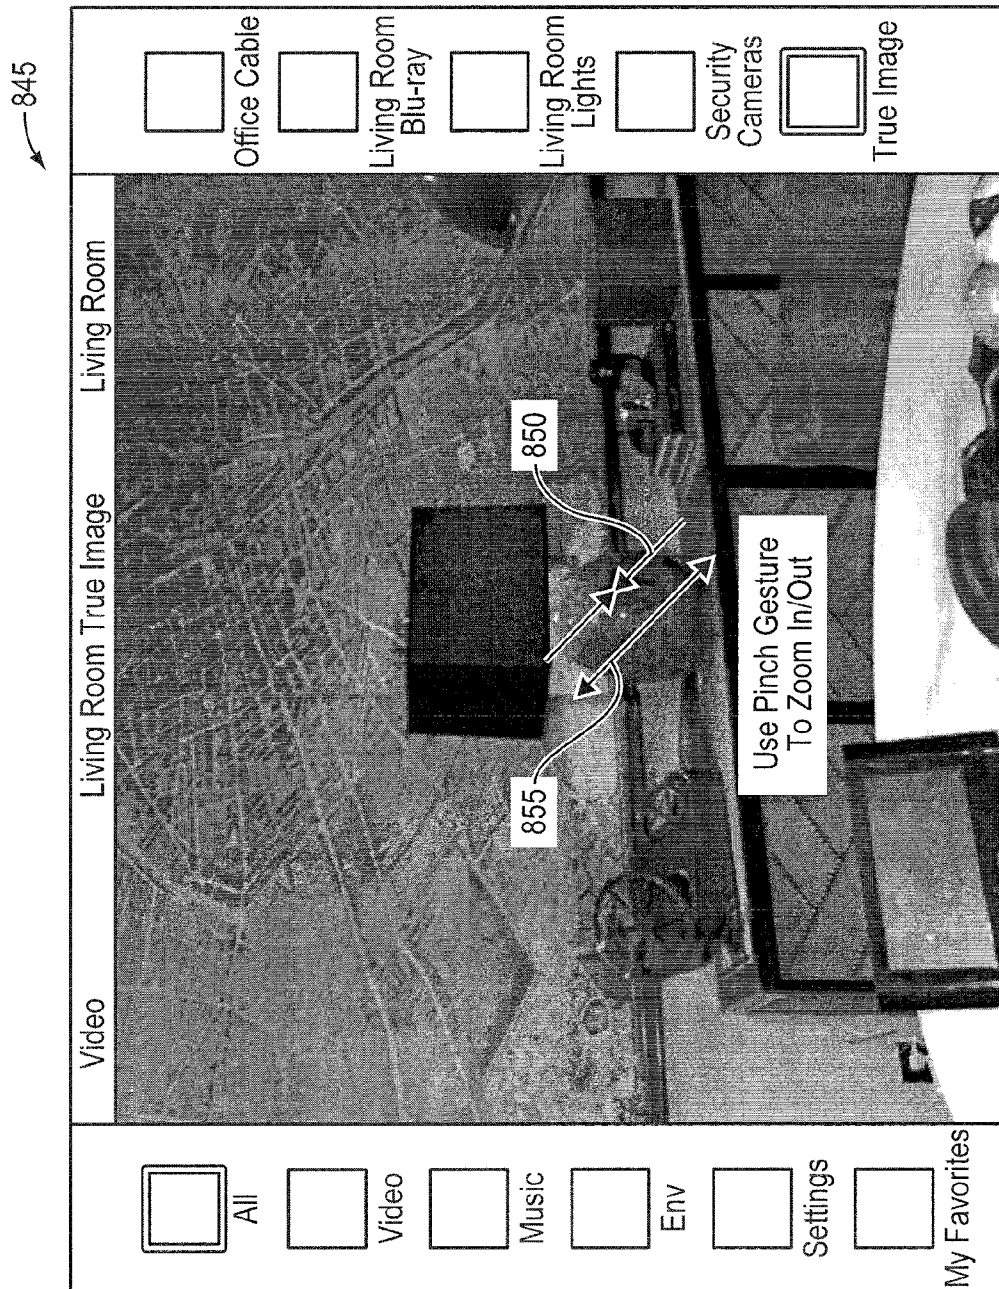 845
Video
Living Room True Image
Living Room
All
Video
Music
Env
Settings
My Favorites
850
855
Use Pinch Gesture
To Zoom In/Out
Office Cable
Living Room
Blu-ray
Living Room
Lights
Security
Cameras
True Image